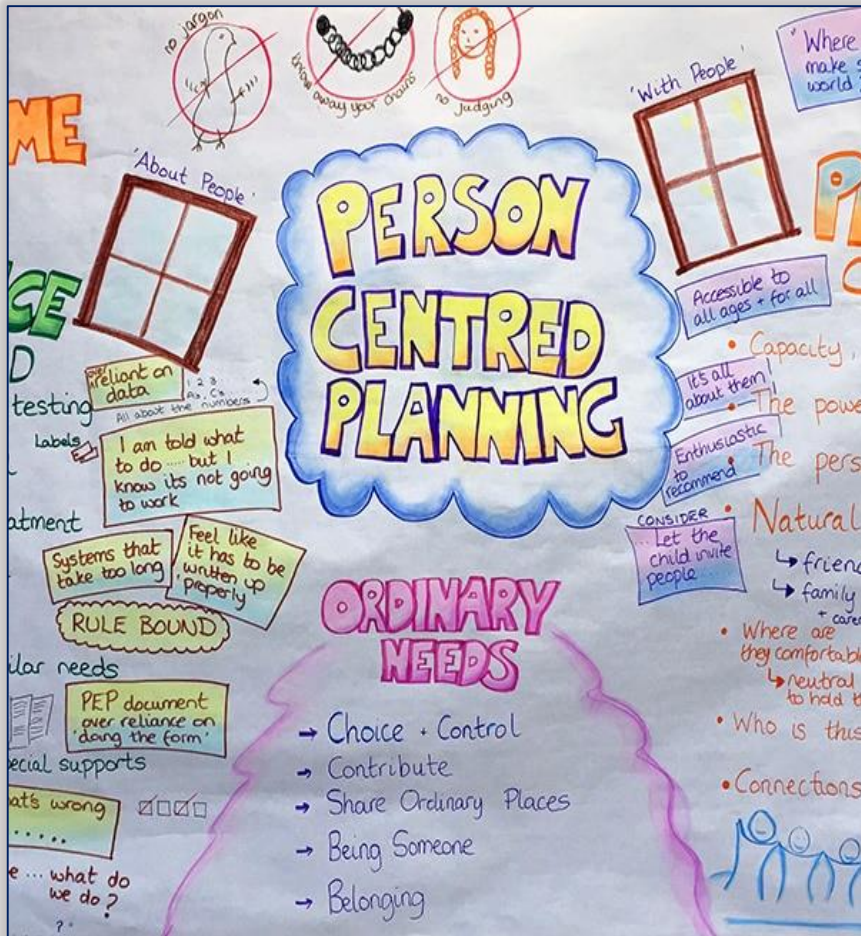 no jargon
throw away your chains
no judging
'Where
make s
world
ME
'About People'
'With People'
PERSON
CENTRED
PLANNING
ICE
D
testing
over reliant on
data
1 2 3
A's, C's....
All about the numbers
Labels
I am told what
to do .... but I
know its not going
to work
atment
Systems that
take too long
Feel like
it has to be
'written up
properly'
RULE BOUND
ilar needs
PEP document
over reliance on
'doing the form'
ecial supports
at's wrong
......
e ... what do
we do?
?
ORDINARY
NEEDS
→ Choice + Control
→ Contribute
→ Share Ordinary Places
→ Being Someone
→ Belonging
Accessible to
all ages + for all
It's all
about them!
Enthusiastic
to
recommend
CONSIDER
... Let the
child invite
people ...
• Capacity
• The powe
• The pers
• Natural
↳ friend
↳ family
+ carer
• Where are
they comfortable
↳ neutral
to hold t
• Who is this
• Connections